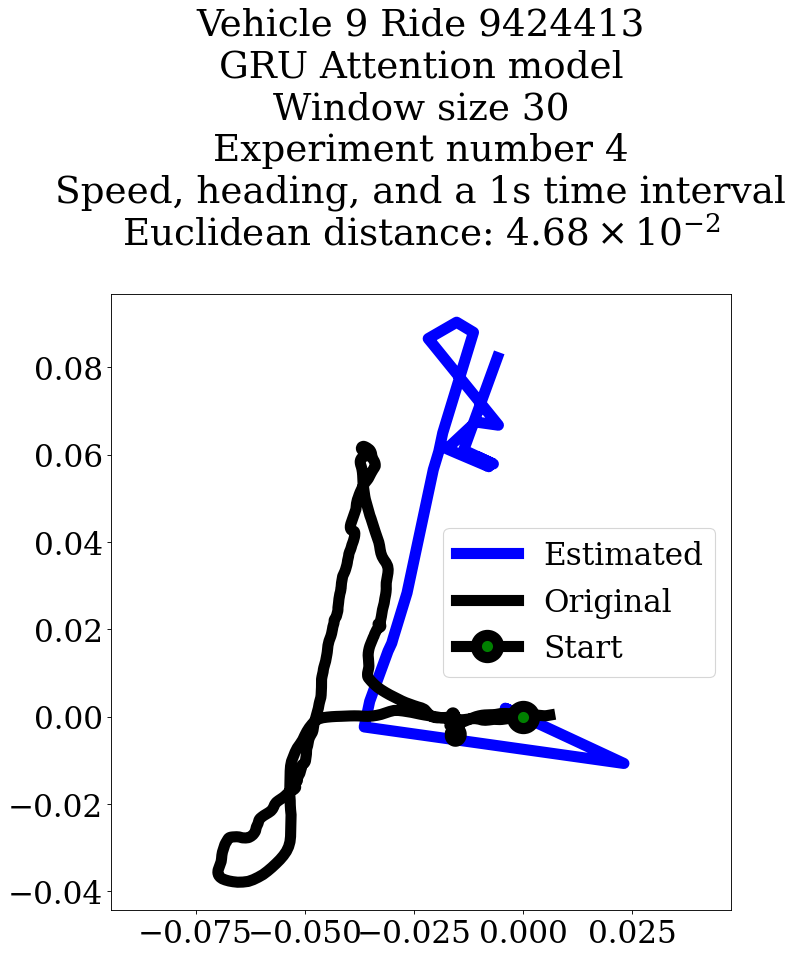 Vehicle 9 Ride 9424413
GRU Attention model
Window size 30
Experiment number 4
Speed, heading, and a 1s time interval
Euclidean distance: 4.68 × 10⁻²
0.08
0.06
0.04
0.02
0.00
−0.02
−0.04
Estimated
Original
Start
−0.075 −0.050 −0.025 0.000 0.025